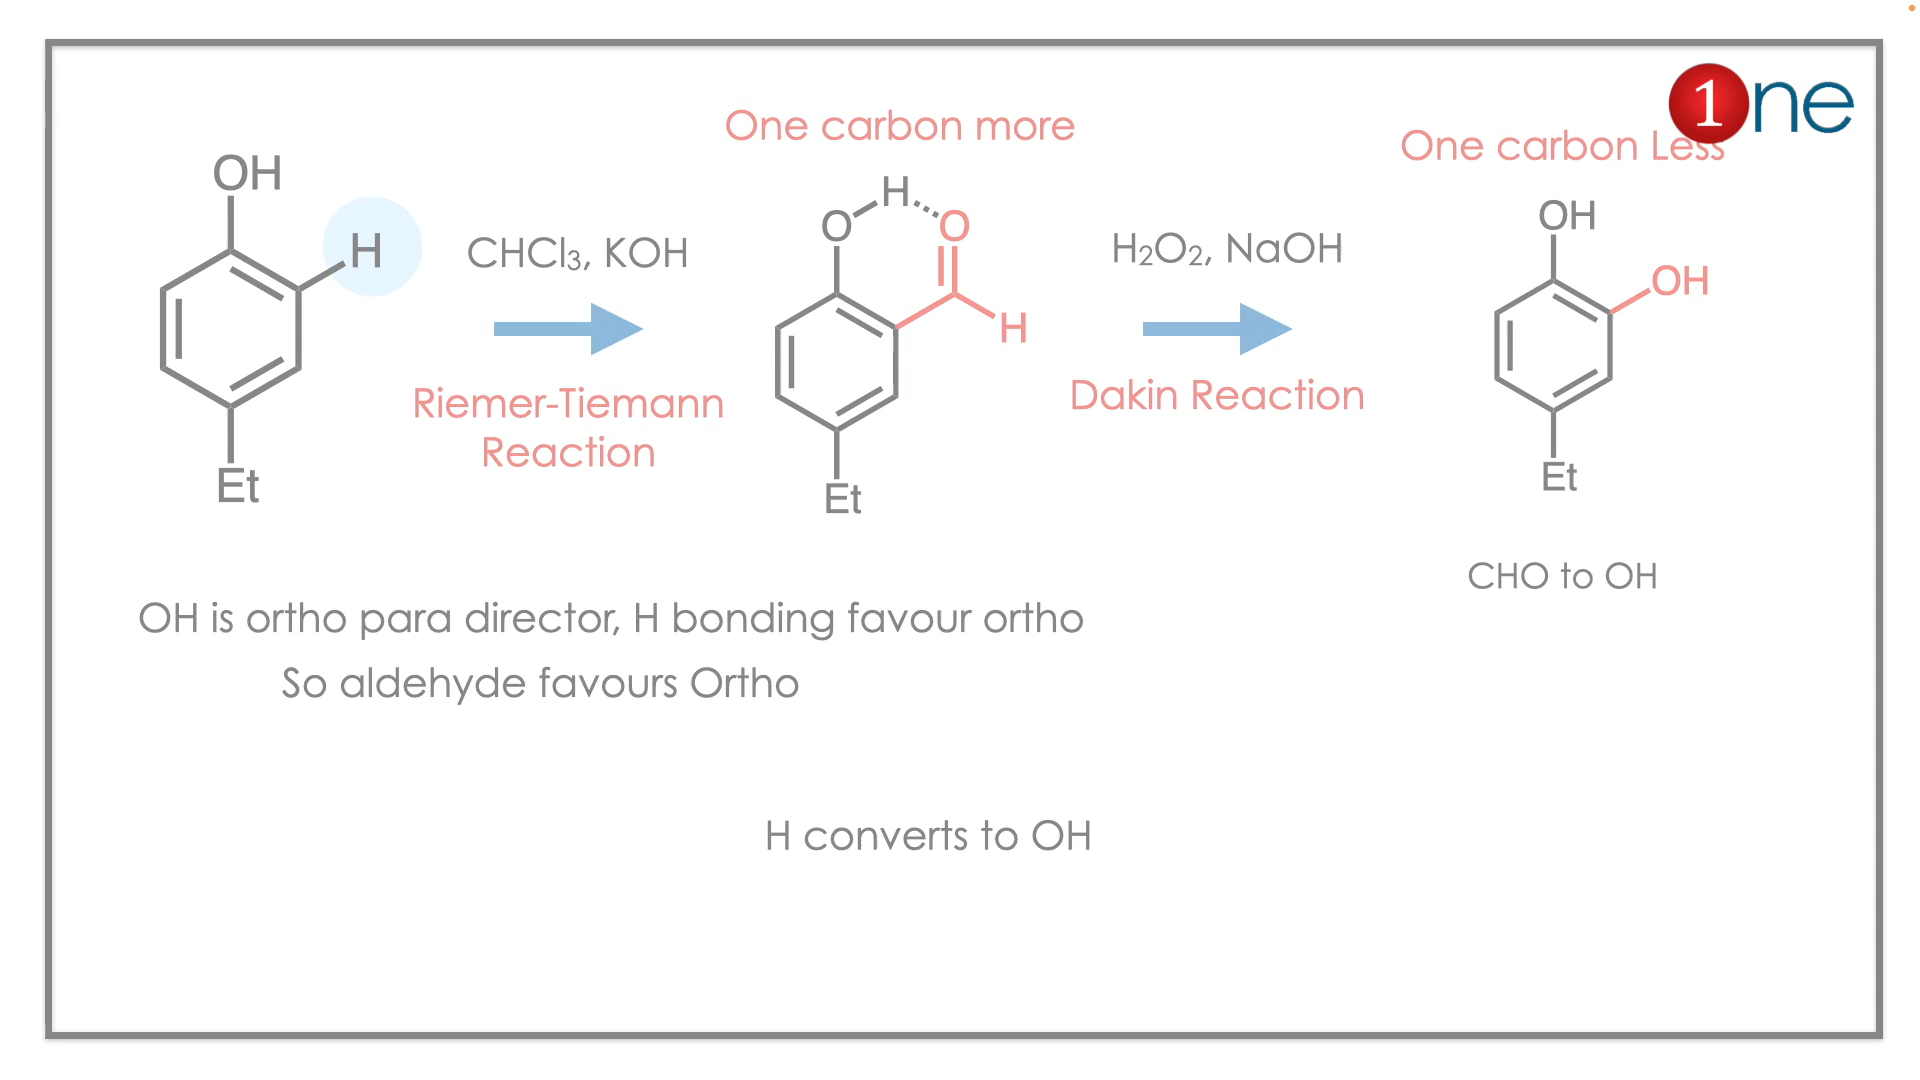 1ne
One carbon more
One carbon Less
OH
H
CHCl₃, KOH
Riemer-Tiemann
Reaction
Et
H
O
O
H
Et
H₂O₂, NaOH
Dakin Reaction
OH
OH
Et
CHO to OH
OH is ortho para director, H bonding favour ortho
So aldehyde favours Ortho
H converts to OH